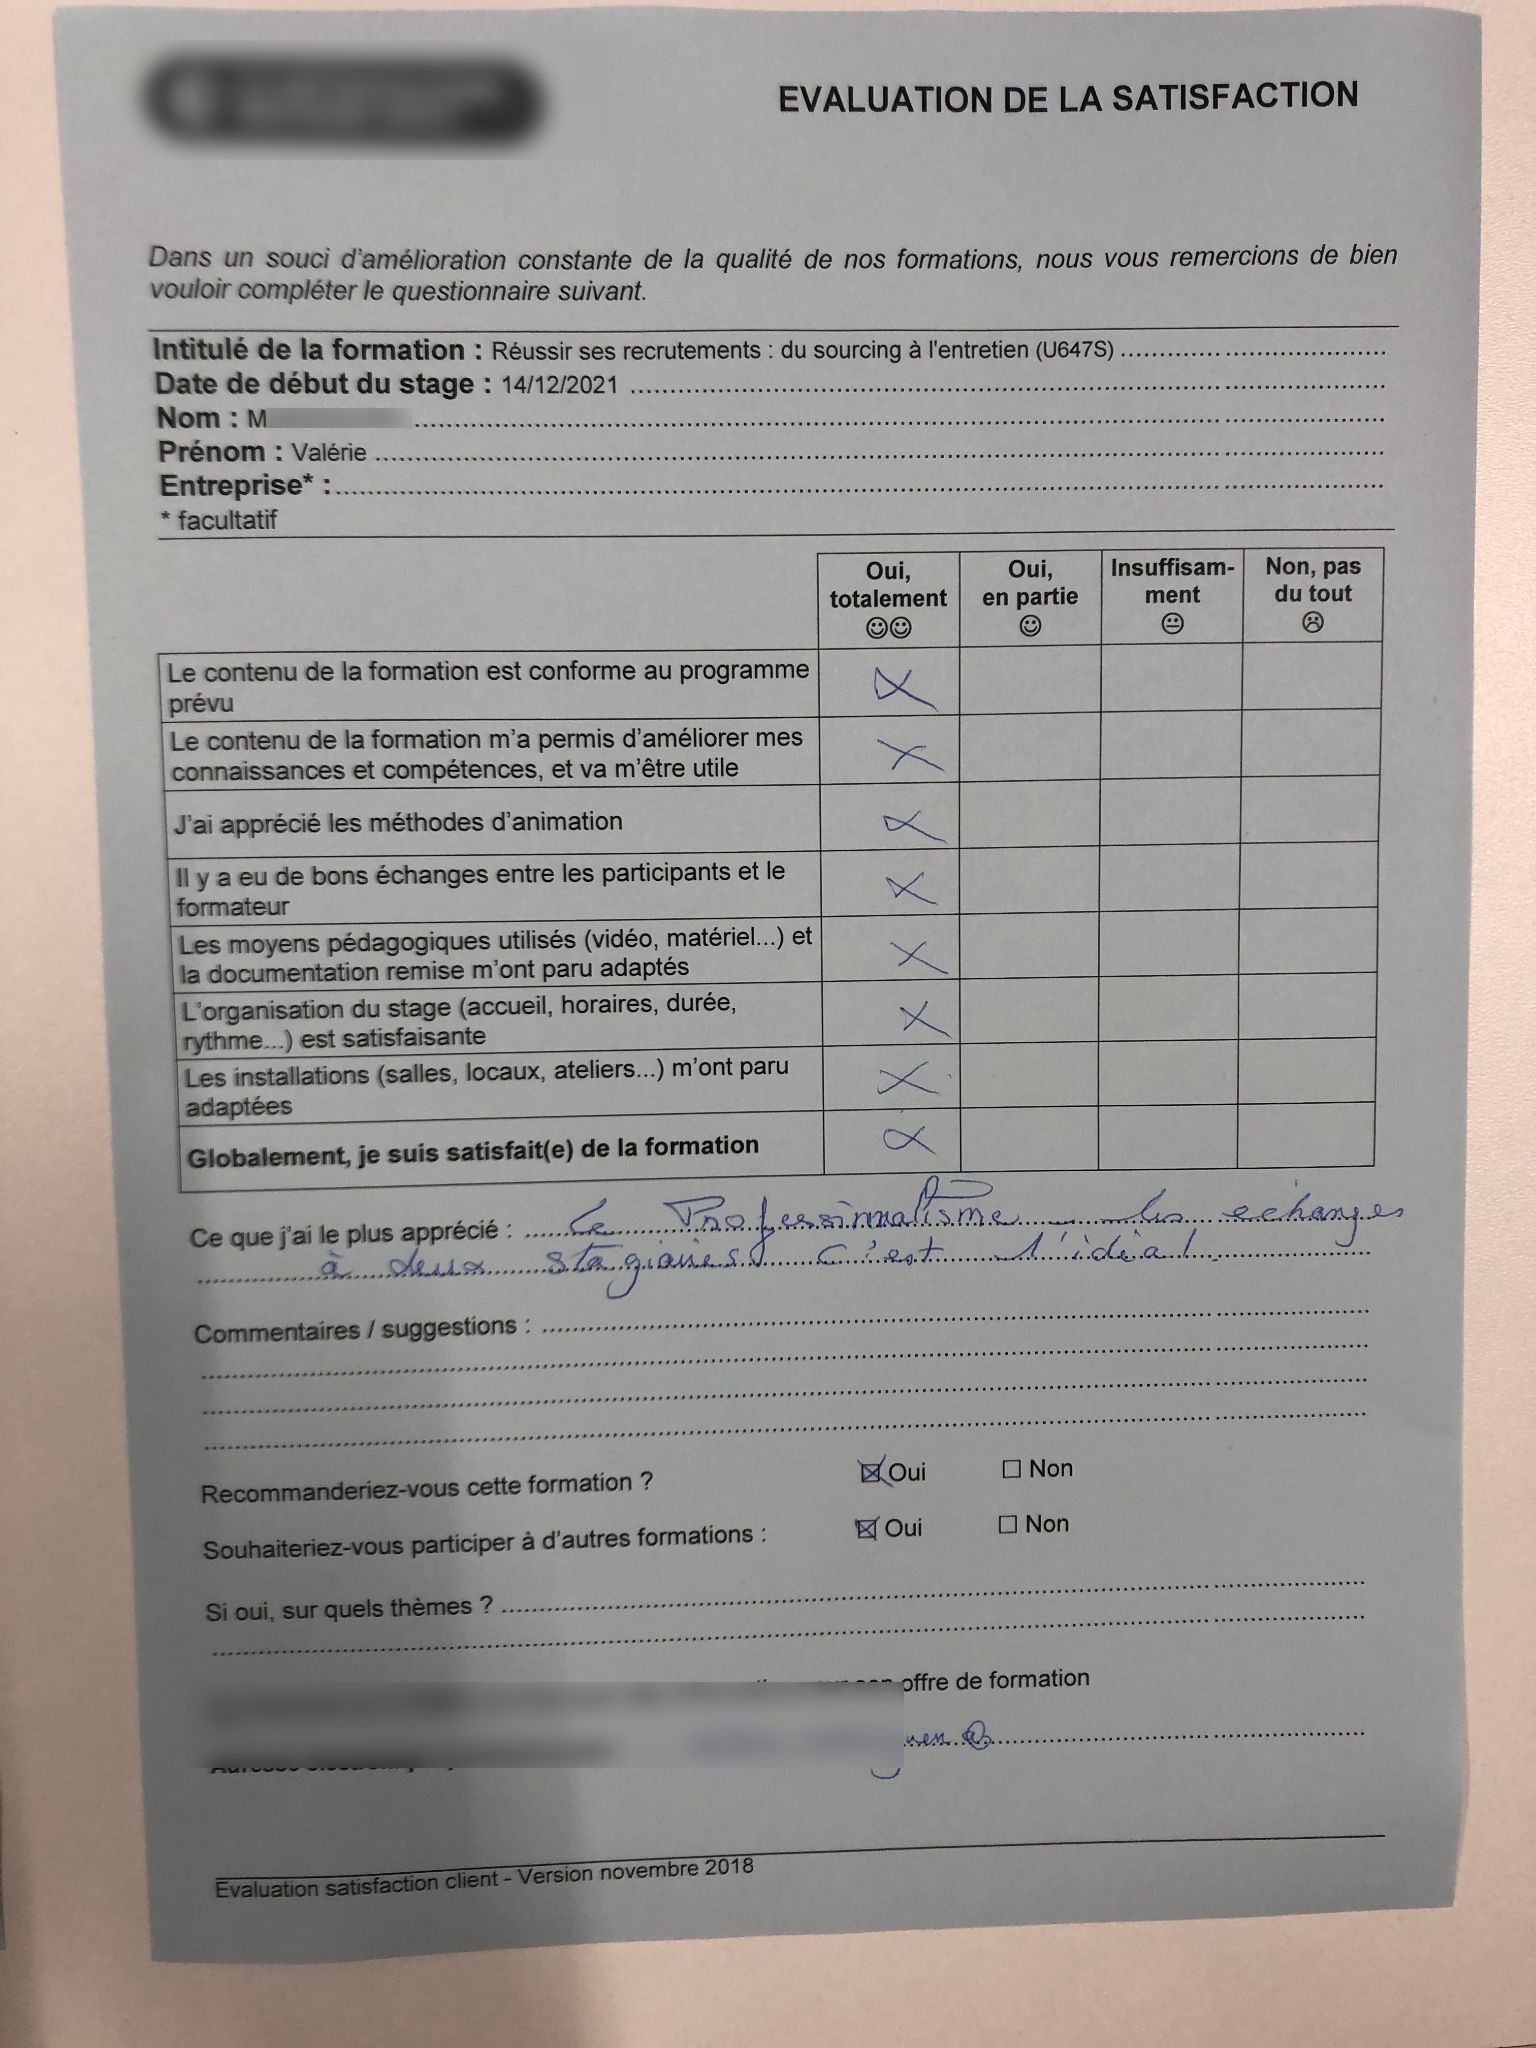 EVALUATION DE LA SATISFACTION
Dans un souci d'amélioration constante de la qualité de nos formations, nous vous remercions de bien
vouloir compléter le questionnaire suivant.
Intitulé de la formation : Réussir ses recrutements : du sourcing à l'entretien (U647S)
Date de début du stage : 14/12/2021
Nom : M
Prénom : Valérie
Entreprise* :
* facultatif
Oui, totalement ☺☺
Oui, en partie ☺
Insuffisam-ment 😐
Non, pas du tout ☹
Le contenu de la formation est conforme au programme
prévu
Le contenu de la formation m'a permis d'améliorer mes
connaissances et compétences, et va m'être utile
J'ai apprécié les méthodes d'animation
Il y a eu de bons échanges entre les participants et le
formateur
Les moyens pédagogiques utilisés (vidéo, matériel...) et
la documentation remise m'ont paru adaptés
L'organisation du stage (accueil, horaires, durée,
rythme...) est satisfaisante
Les installations (salles, locaux, ateliers...) m'ont paru
adaptées
Globalement, je suis satisfait(e) de la formation
Ce que j'ai le plus apprécié : Le Professionnalisme - les échanges
à deux stagiaires c'est l'idéal.
Commentaires / suggestions :
Recommanderiez-vous cette formation ? ☒ Oui ☐ Non
Souhaiteriez-vous participer à d'autres formations : ☒ Oui ☐ Non
Si oui, sur quels thèmes ?
offre de formation
Evaluation satisfaction client - Version novembre 2018